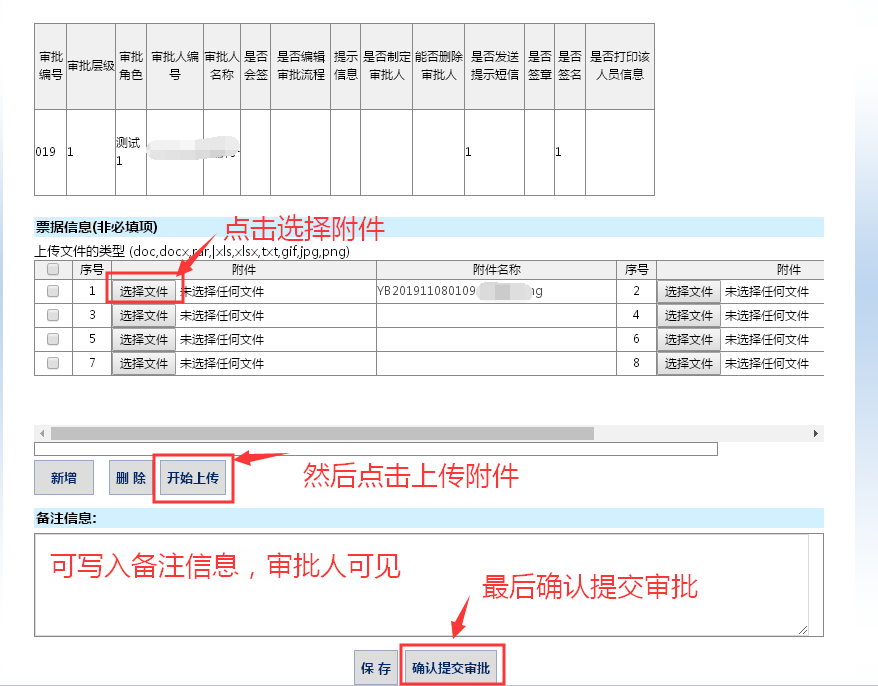 审批编号 审批层级 审批角色 审批人编号 审批人名称 是否会签 是否编辑审批流程 提示信息 是否制定审批人 能否删除审批人 是否发送提示短信 是否签章 是否签名 是否打印该人员信息
019 1 测试1 1 1
票据信息(非必填项)
点击选择附件
上传文件的类型 (doc,docx,rar,|xls,xlsx,txt,gif,jpg,png)
序号 附件 附件名称 序号 附件
1 选择文件 未选择任何文件 YB201911080109 ng 2 选择文件 未选择任何文件
3 选择文件 未选择任何文件 4 选择文件 未选择任何文件
5 选择文件 未选择任何文件 6 选择文件 未选择任何文件
7 选择文件 未选择任何文件 8 选择文件 未选择任何文件
新增 删 除 开始上传 然后点击上传附件
备注信息:
可写入备注信息，审批人可见
最后确认提交审批
保 存 确认提交审批